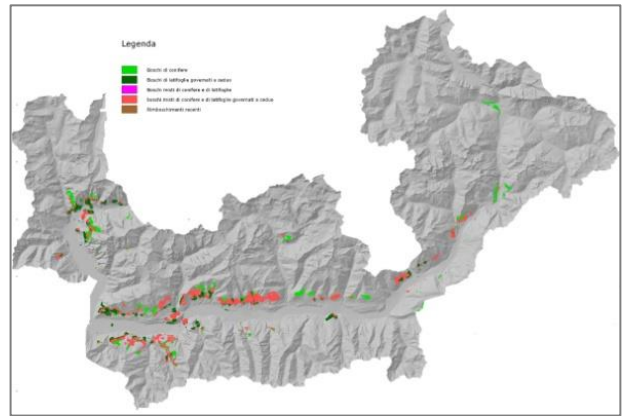 Legenda
Boschi di conifere
Boschi di latifoglie governati a ceduo
Boschi misti di conifere e di latifoglie
boschi misti di conifere e di latifoglie governati a ceduo
Rimboschimenti recenti